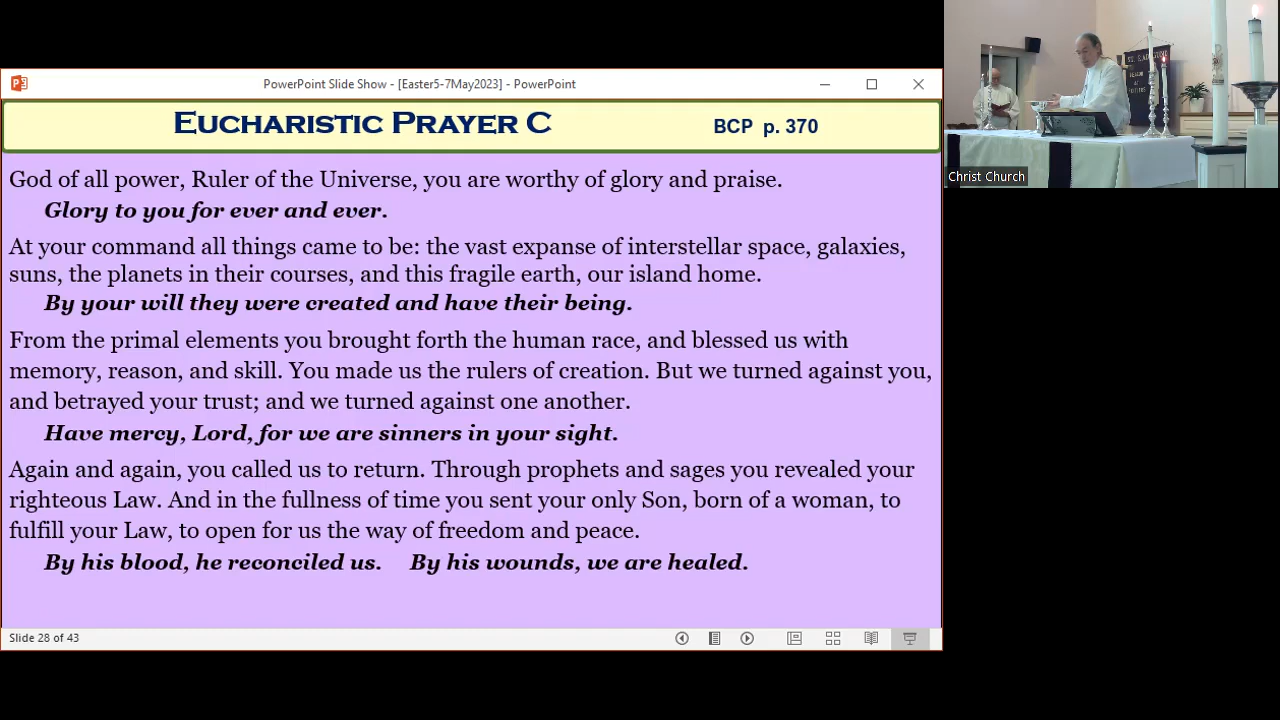 PowerPoint Slide Show - [Easter5-7May2023] - PowerPoint
Eucharistic Prayer C BCP p. 370
God of all power, Ruler of the Universe, you are worthy of glory and praise.
Glory to you for ever and ever.
At your command all things came to be: the vast expanse of interstellar space, galaxies,
suns, the planets in their courses, and this fragile earth, our island home.
By your will they were created and have their being.
From the primal elements you brought forth the human race, and blessed us with
memory, reason, and skill. You made us the rulers of creation. But we turned against you,
and betrayed your trust; and we turned against one another.
Have mercy, Lord, for we are sinners in your sight.
Again and again, you called us to return. Through prophets and sages you revealed your
righteous Law. And in the fullness of time you sent your only Son, born of a woman, to
fulfill your Law, to open for us the way of freedom and peace.
By his blood, he reconciled us. By his wounds, we are healed.
Slide 28 of 43
Christ Church